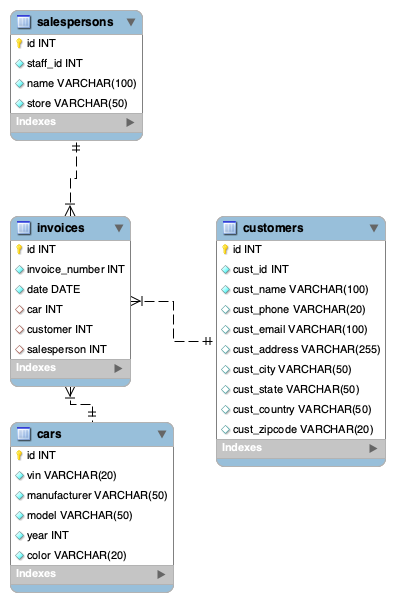 salespersons
id INT
staff_id INT
name VARCHAR(100)
store VARCHAR(50)
Indexes
invoices
id INT
invoice_number INT
date DATE
car INT
customer INT
salesperson INT
Indexes
customers
id INT
cust_id INT
cust_name VARCHAR(100)
cust_phone VARCHAR(20)
cust_email VARCHAR(100)
cust_address VARCHAR(255)
cust_city VARCHAR(50)
cust_state VARCHAR(50)
cust_country VARCHAR(50)
cust_zipcode VARCHAR(20)
Indexes
cars
id INT
vin VARCHAR(20)
manufacturer VARCHAR(50)
model VARCHAR(50)
year INT
color VARCHAR(20)
Indexes